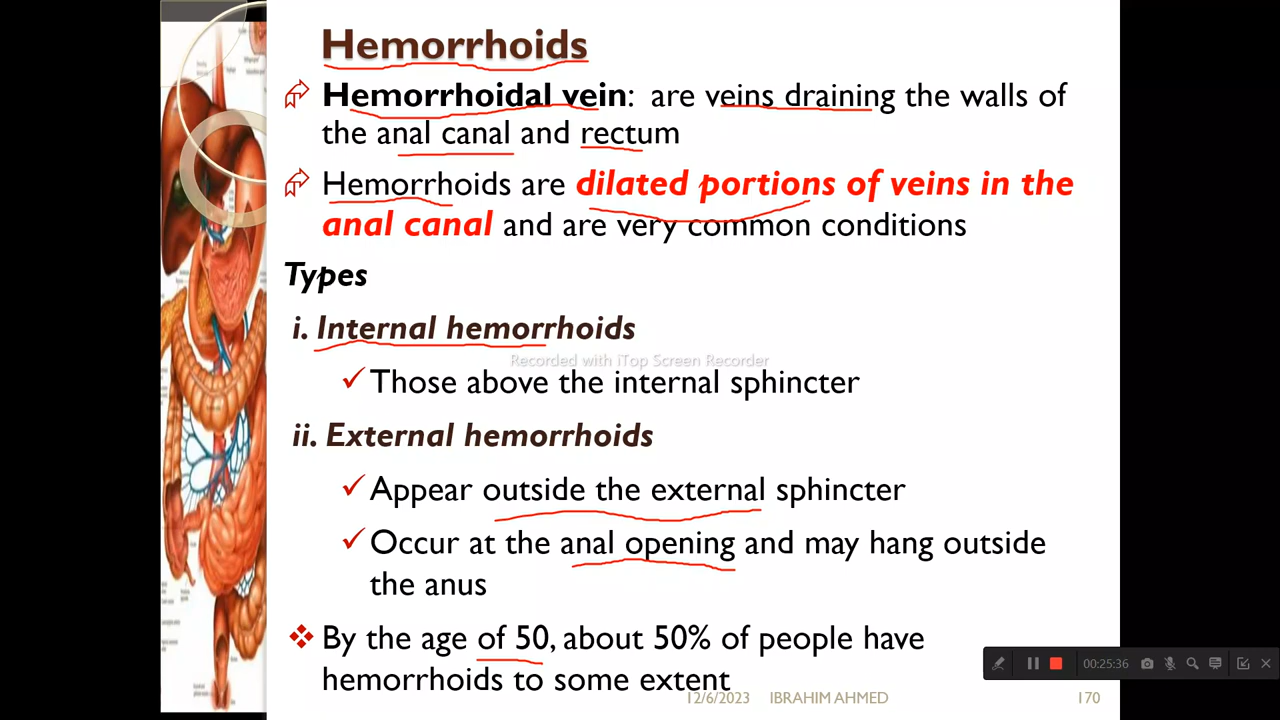 Hemorrhoids
Hemorrhoidal vein: are veins draining the walls of
the anal canal and rectum
Hemorrhoids are dilated portions of veins in the
anal canal and are very common conditions
Types
i. Internal hemorrhoids
Recorded with iTop Screen Recorder
Those above the internal sphincter
ii. External hemorrhoids
Appear outside the external sphincter
Occur at the anal opening and may hang outside
the anus
By the age of 50, about 50% of people have
hemorrhoids to some extent
00:25:36
12/6/2023 IBRAHIM AHMED 170